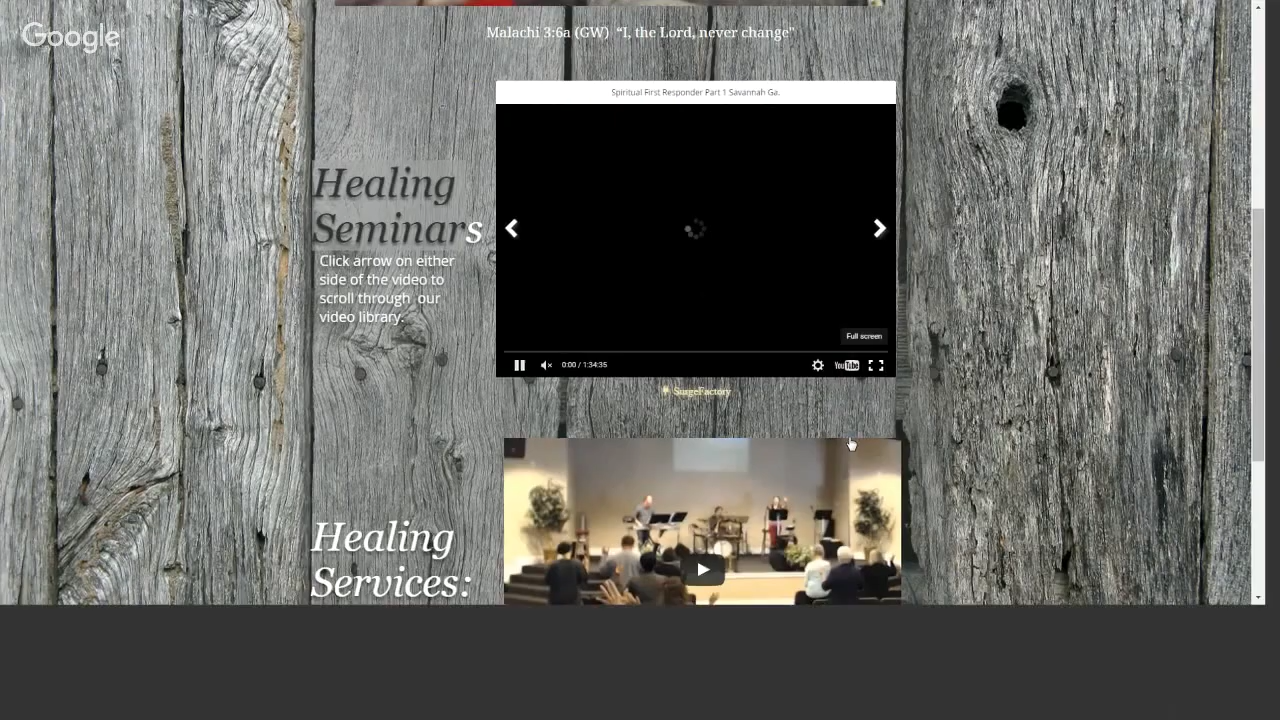 Google
Malachi 3:6a (GW) “I, the Lord, never change”
Spiritual First Responder Part 1 Savannah Ga.
Healing
Seminars
Click arrow on either
side of the video to
scroll through our
video library.
Full screen
0:00 / 1:34:35
YouTube
SurgeFactory
Healing
Services: